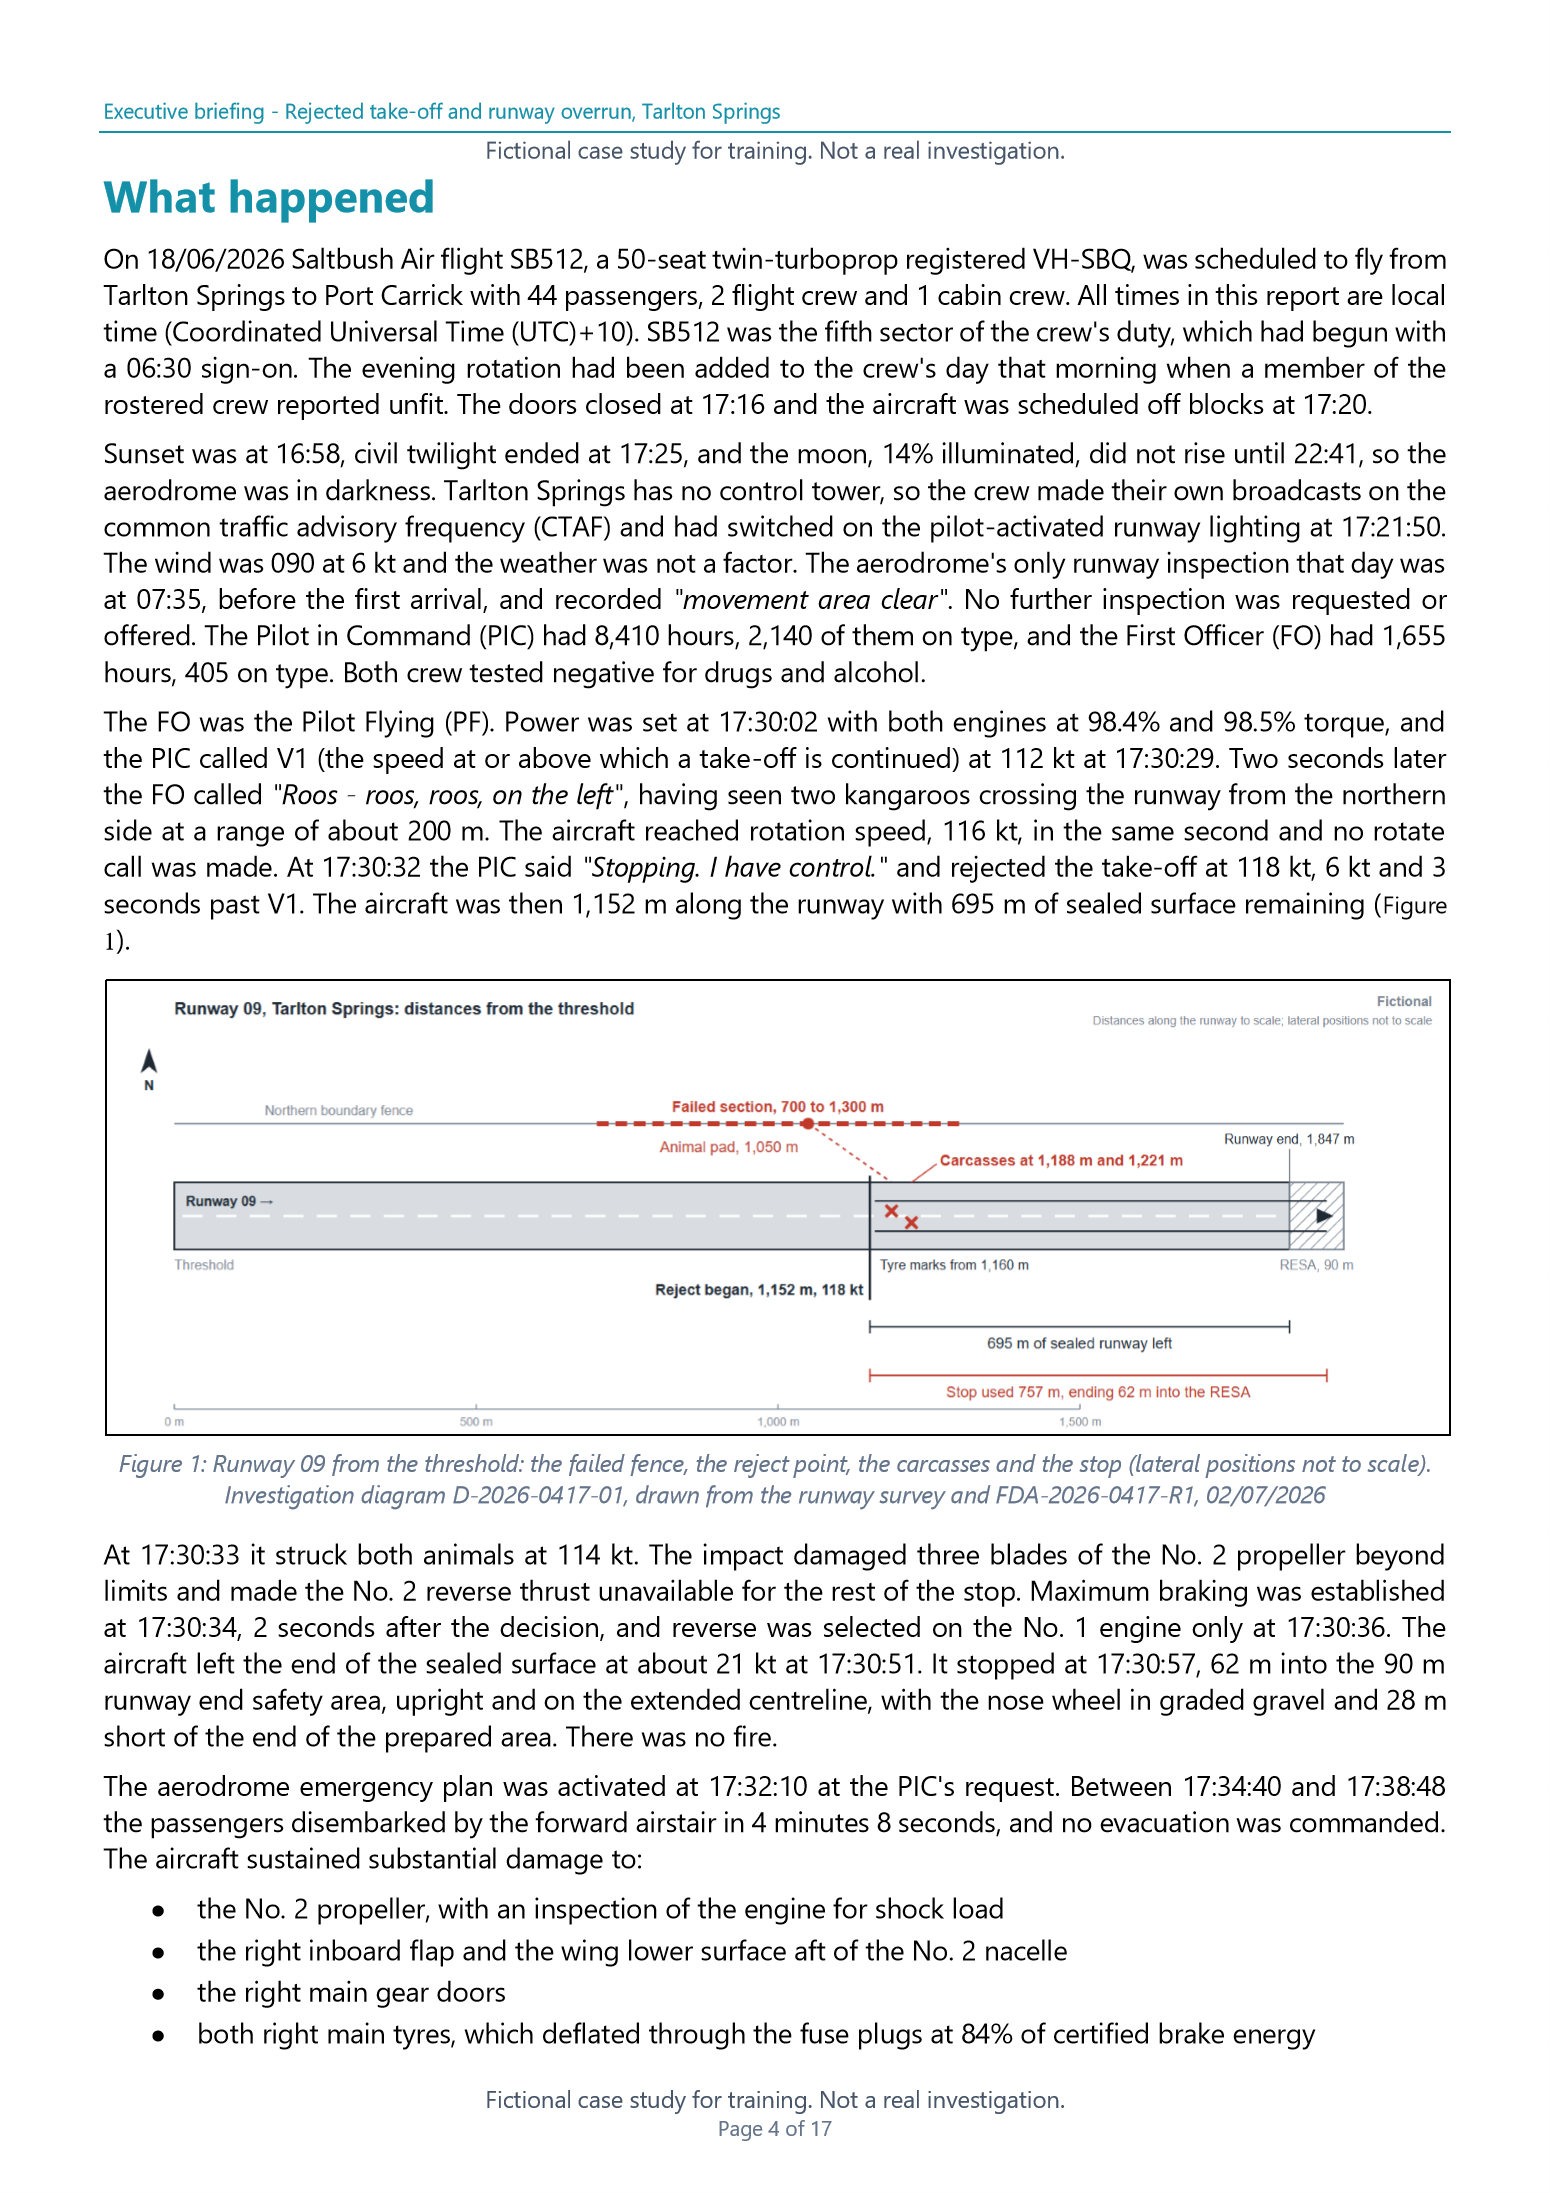 Executive briefing - Rejected take-off and runway overrun, Tarlton Springs
Fictional case study for training. Not a real investigation.
What happened
On 18/06/2026 Saltbush Air flight SB512, a 50-seat twin-turboprop registered VH-SBQ, was scheduled to fly from
Tarlton Springs to Port Carrick with 44 passengers, 2 flight crew and 1 cabin crew. All times in this report are local
time (Coordinated Universal Time (UTC)+10). SB512 was the fifth sector of the crew's duty, which had begun with
a 06:30 sign-on. The evening rotation had been added to the crew's day that morning when a member of the
rostered crew reported unfit. The doors closed at 17:16 and the aircraft was scheduled off blocks at 17:20.
Sunset was at 16:58, civil twilight ended at 17:25, and the moon, 14% illuminated, did not rise until 22:41, so the
aerodrome was in darkness. Tarlton Springs has no control tower, so the crew made their own broadcasts on the
common traffic advisory frequency (CTAF) and had switched on the pilot-activated runway lighting at 17:21:50.
The wind was 090 at 6 kt and the weather was not a factor. The aerodrome's only runway inspection that day was
at 07:35, before the first arrival, and recorded "movement area clear". No further inspection was requested or
offered. The Pilot in Command (PIC) had 8,410 hours, 2,140 of them on type, and the First Officer (FO) had 1,655
hours, 405 on type. Both crew tested negative for drugs and alcohol.
The FO was the Pilot Flying (PF). Power was set at 17:30:02 with both engines at 98.4% and 98.5% torque, and
the PIC called V1 (the speed at or above which a take-off is continued) at 112 kt at 17:30:29. Two seconds later
the FO called "Roos - roos, roos, on the left", having seen two kangaroos crossing the runway from the northern
side at a range of about 200 m. The aircraft reached rotation speed, 116 kt, in the same second and no rotate
call was made. At 17:30:32 the PIC said "Stopping. I have control." and rejected the take-off at 118 kt, 6 kt and 3
seconds past V1. The aircraft was then 1,152 m along the runway with 695 m of sealed surface remaining (Figure
1).
Runway 09, Tarlton Springs: distances from the threshold
Fictional
Distances along the runway to scale; lateral positions not to scale
N
Northern boundary fence
Failed section, 700 to 1,300 m
Animal pad, 1,050 m
Runway end, 1,847 m
Carcasses at 1,188 m and 1,221 m
Runway 09 →
Threshold
Tyre marks from 1,160 m
RESA, 90 m
Reject began, 1,152 m, 118 kt
695 m of sealed runway left
Stop used 757 m, ending 62 m into the RESA
0 m
500 m
1,000 m
1,500 m
Figure 1: Runway 09 from the threshold: the failed fence, the reject point, the carcasses and the stop (lateral positions not to scale).
Investigation diagram D-2026-0417-01, drawn from the runway survey and FDA-2026-0417-R1, 02/07/2026
At 17:30:33 it struck both animals at 114 kt. The impact damaged three blades of the No. 2 propeller beyond
limits and made the No. 2 reverse thrust unavailable for the rest of the stop. Maximum braking was established
at 17:30:34, 2 seconds after the decision, and reverse was selected on the No. 1 engine only at 17:30:36. The
aircraft left the end of the sealed surface at about 21 kt at 17:30:51. It stopped at 17:30:57, 62 m into the 90 m
runway end safety area, upright and on the extended centreline, with the nose wheel in graded gravel and 28 m
short of the end of the prepared area. There was no fire.
The aerodrome emergency plan was activated at 17:32:10 at the PIC's request. Between 17:34:40 and 17:38:48
the passengers disembarked by the forward airstair in 4 minutes 8 seconds, and no evacuation was commanded.
The aircraft sustained substantial damage to:
● the No. 2 propeller, with an inspection of the engine for shock load
● the right inboard flap and the wing lower surface aft of the No. 2 nacelle
● the right main gear doors
● both right main tyres, which deflated through the fuse plugs at 84% of certified brake energy
Fictional case study for training. Not a real investigation.
Page 4 of 17